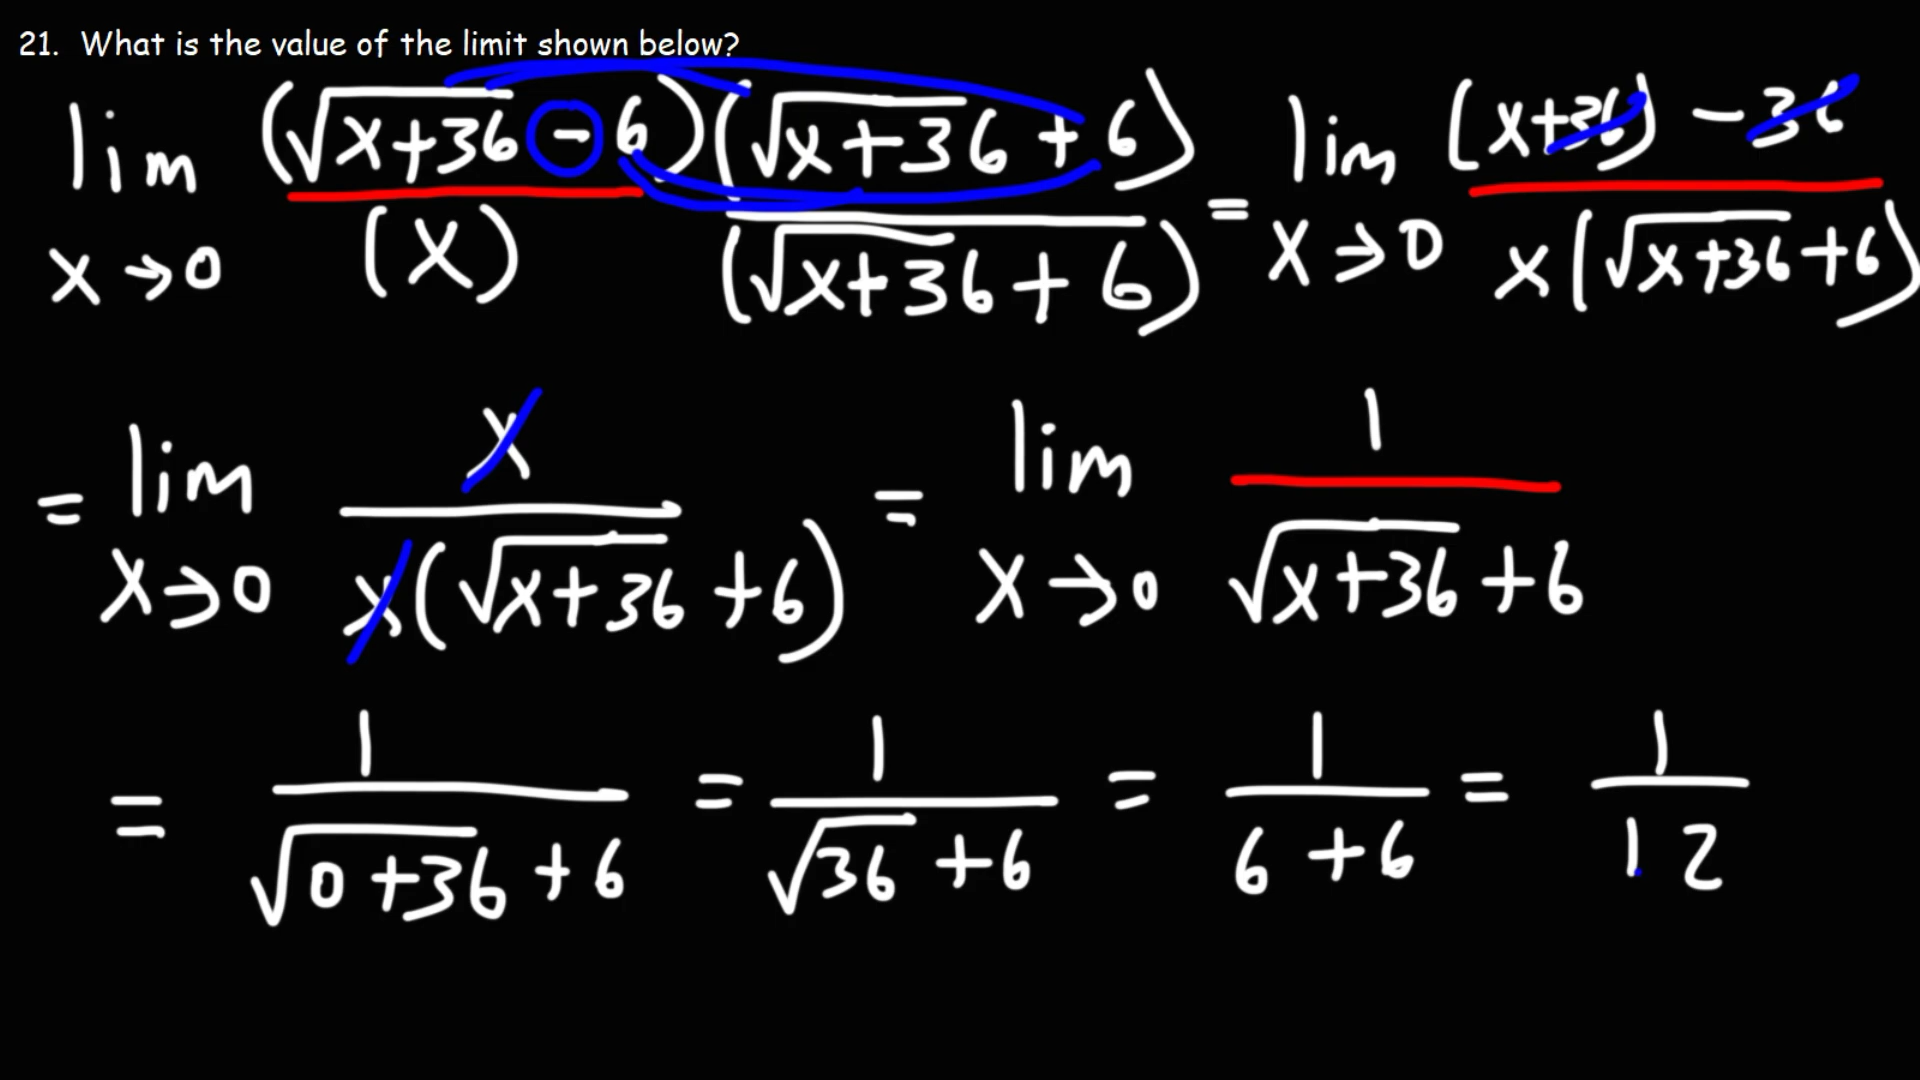 21. What is the value of the limit shown below?
lim x→0 (√x+36 - 6)(√x+36 + 6) / (x)(√x+36 + 6) = lim x→0 (x+36) - 36 / x(√x+36 + 6)
= lim x→0 x / x(√x+36 + 6) = lim x→0 1 / √x+36 + 6
= 1 / √0+36 + 6 = 1 / √36 + 6 = 1 / 6+6 = 1 / 12